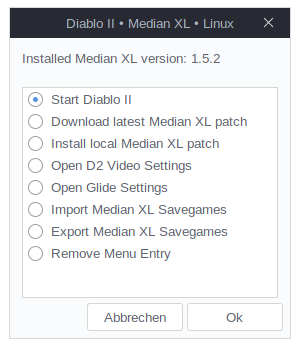 Diablo II • Median XL • Linux
Installed Median XL version: 1.5.2
Start Diablo II
Download latest Median XL patch
Install local Median XL patch
Open D2 Video Settings
Open Glide Settings
Import Median XL Savegames
Export Median XL Savegames
Remove Menu Entry
Abbrechen
Ok